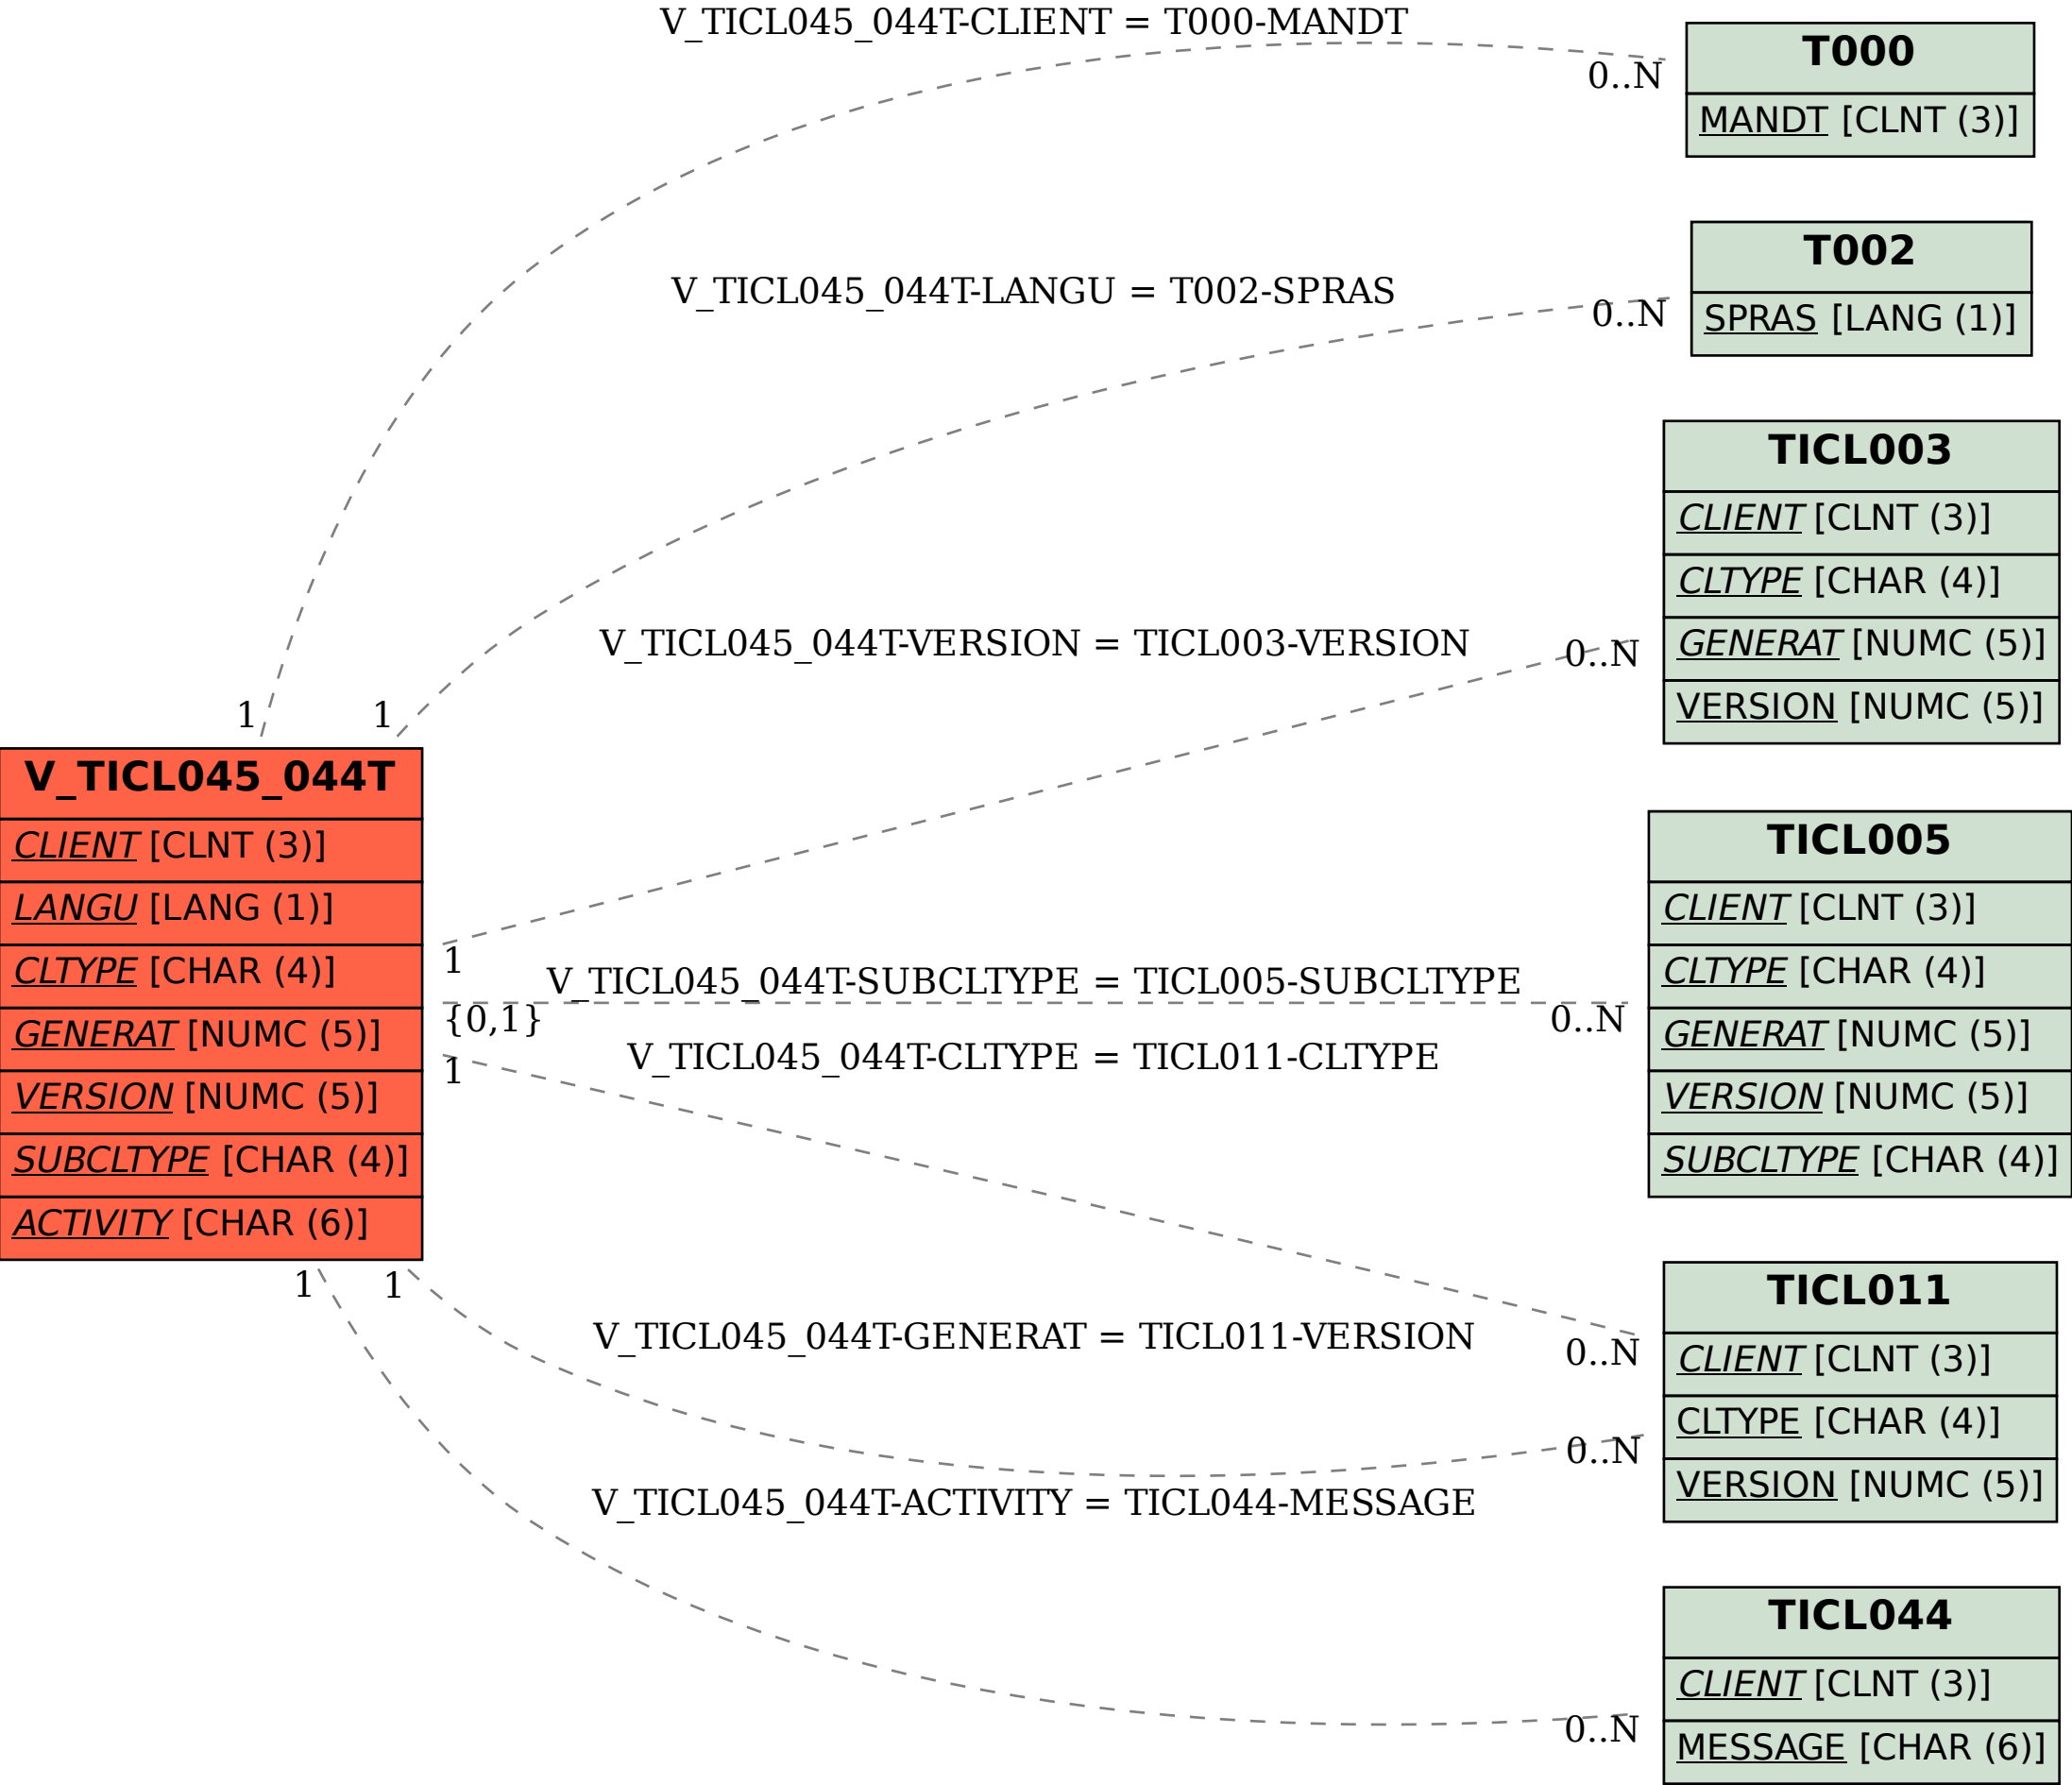 V_TICL045_044T-CLIENT = T000-MANDT
0..N
T000
MANDT [CLNT (3)]
V_TICL045_044T-LANGU = T002-SPRAS
0..N
T002
SPRAS [LANG (1)]
V_TICL045_044T-VERSION = TICL003-VERSION
0..N
TICL003
CLIENT [CLNT (3)]
CLTYPE [CHAR (4)]
GENERAT [NUMC (5)]
VERSION [NUMC (5)]
1
1
V_TICL045_044T
CLIENT [CLNT (3)]
LANGU [LANG (1)]
CLTYPE [CHAR (4)]
GENERAT [NUMC (5)]
VERSION [NUMC (5)]
SUBCLTYPE [CHAR (4)]
ACTIVITY [CHAR (6)]
1
V_TICL045_044T-SUBCLTYPE = TICL005-SUBCLTYPE
{0,1}
0..N
1
V_TICL045_044T-CLTYPE = TICL011-CLTYPE
TICL005
CLIENT [CLNT (3)]
CLTYPE [CHAR (4)]
GENERAT [NUMC (5)]
VERSION [NUMC (5)]
SUBCLTYPE [CHAR (4)]
1
1
V_TICL045_044T-GENERAT = TICL011-VERSION
0..N
0..N
TICL011
CLIENT [CLNT (3)]
CLTYPE [CHAR (4)]
VERSION [NUMC (5)]
V_TICL045_044T-ACTIVITY = TICL044-MESSAGE
0..N
TICL044
CLIENT [CLNT (3)]
MESSAGE [CHAR (6)]